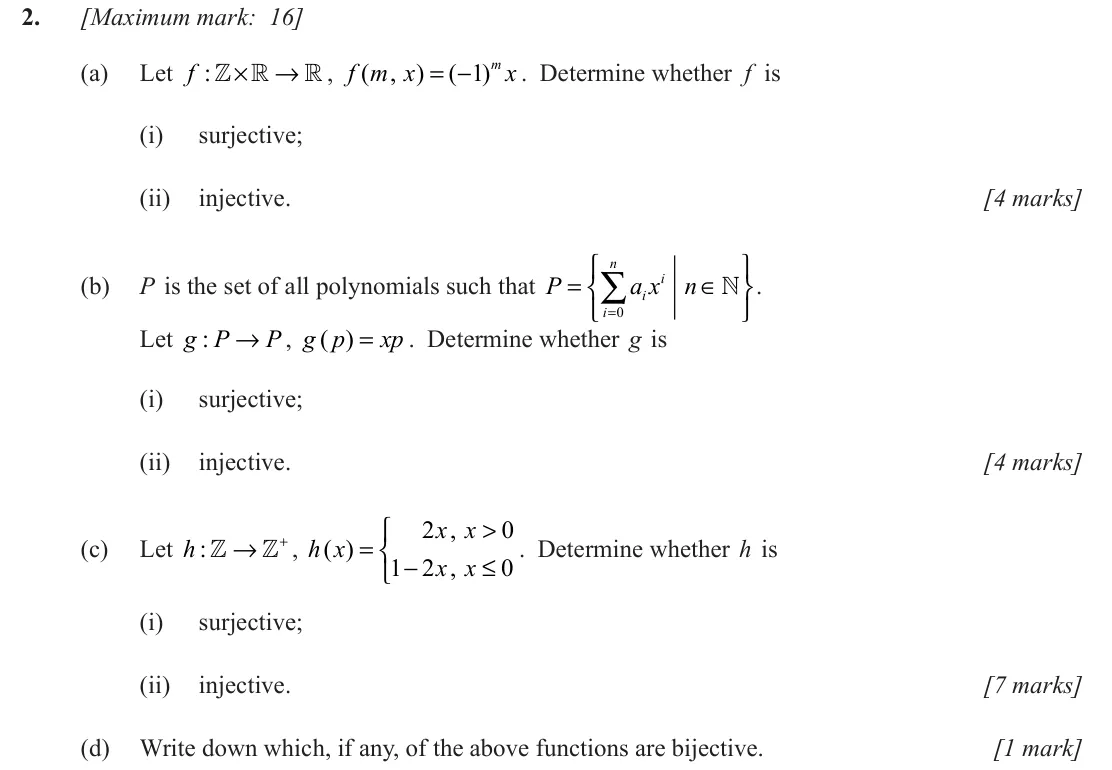 2. [Maximum mark: 16]
(a) Let f : ℤ×ℝ → ℝ, f(m, x) = (−1)ᵐ x. Determine whether f is
(i) surjective;
(ii) injective. [4 marks]
(b) P is the set of all polynomials such that P = { ∑_{i=0}^{n} aᵢxⁱ | n ∈ ℕ }.
Let g : P → P, g(p) = xp. Determine whether g is
(i) surjective;
(ii) injective. [4 marks]
(c) Let h : ℤ → ℤ⁺, h(x) = { 2x, x > 0
1 − 2x, x ≤ 0 . Determine whether h is
(i) surjective;
(ii) injective. [7 marks]
(d) Write down which, if any, of the above functions are bijective. [1 mark]